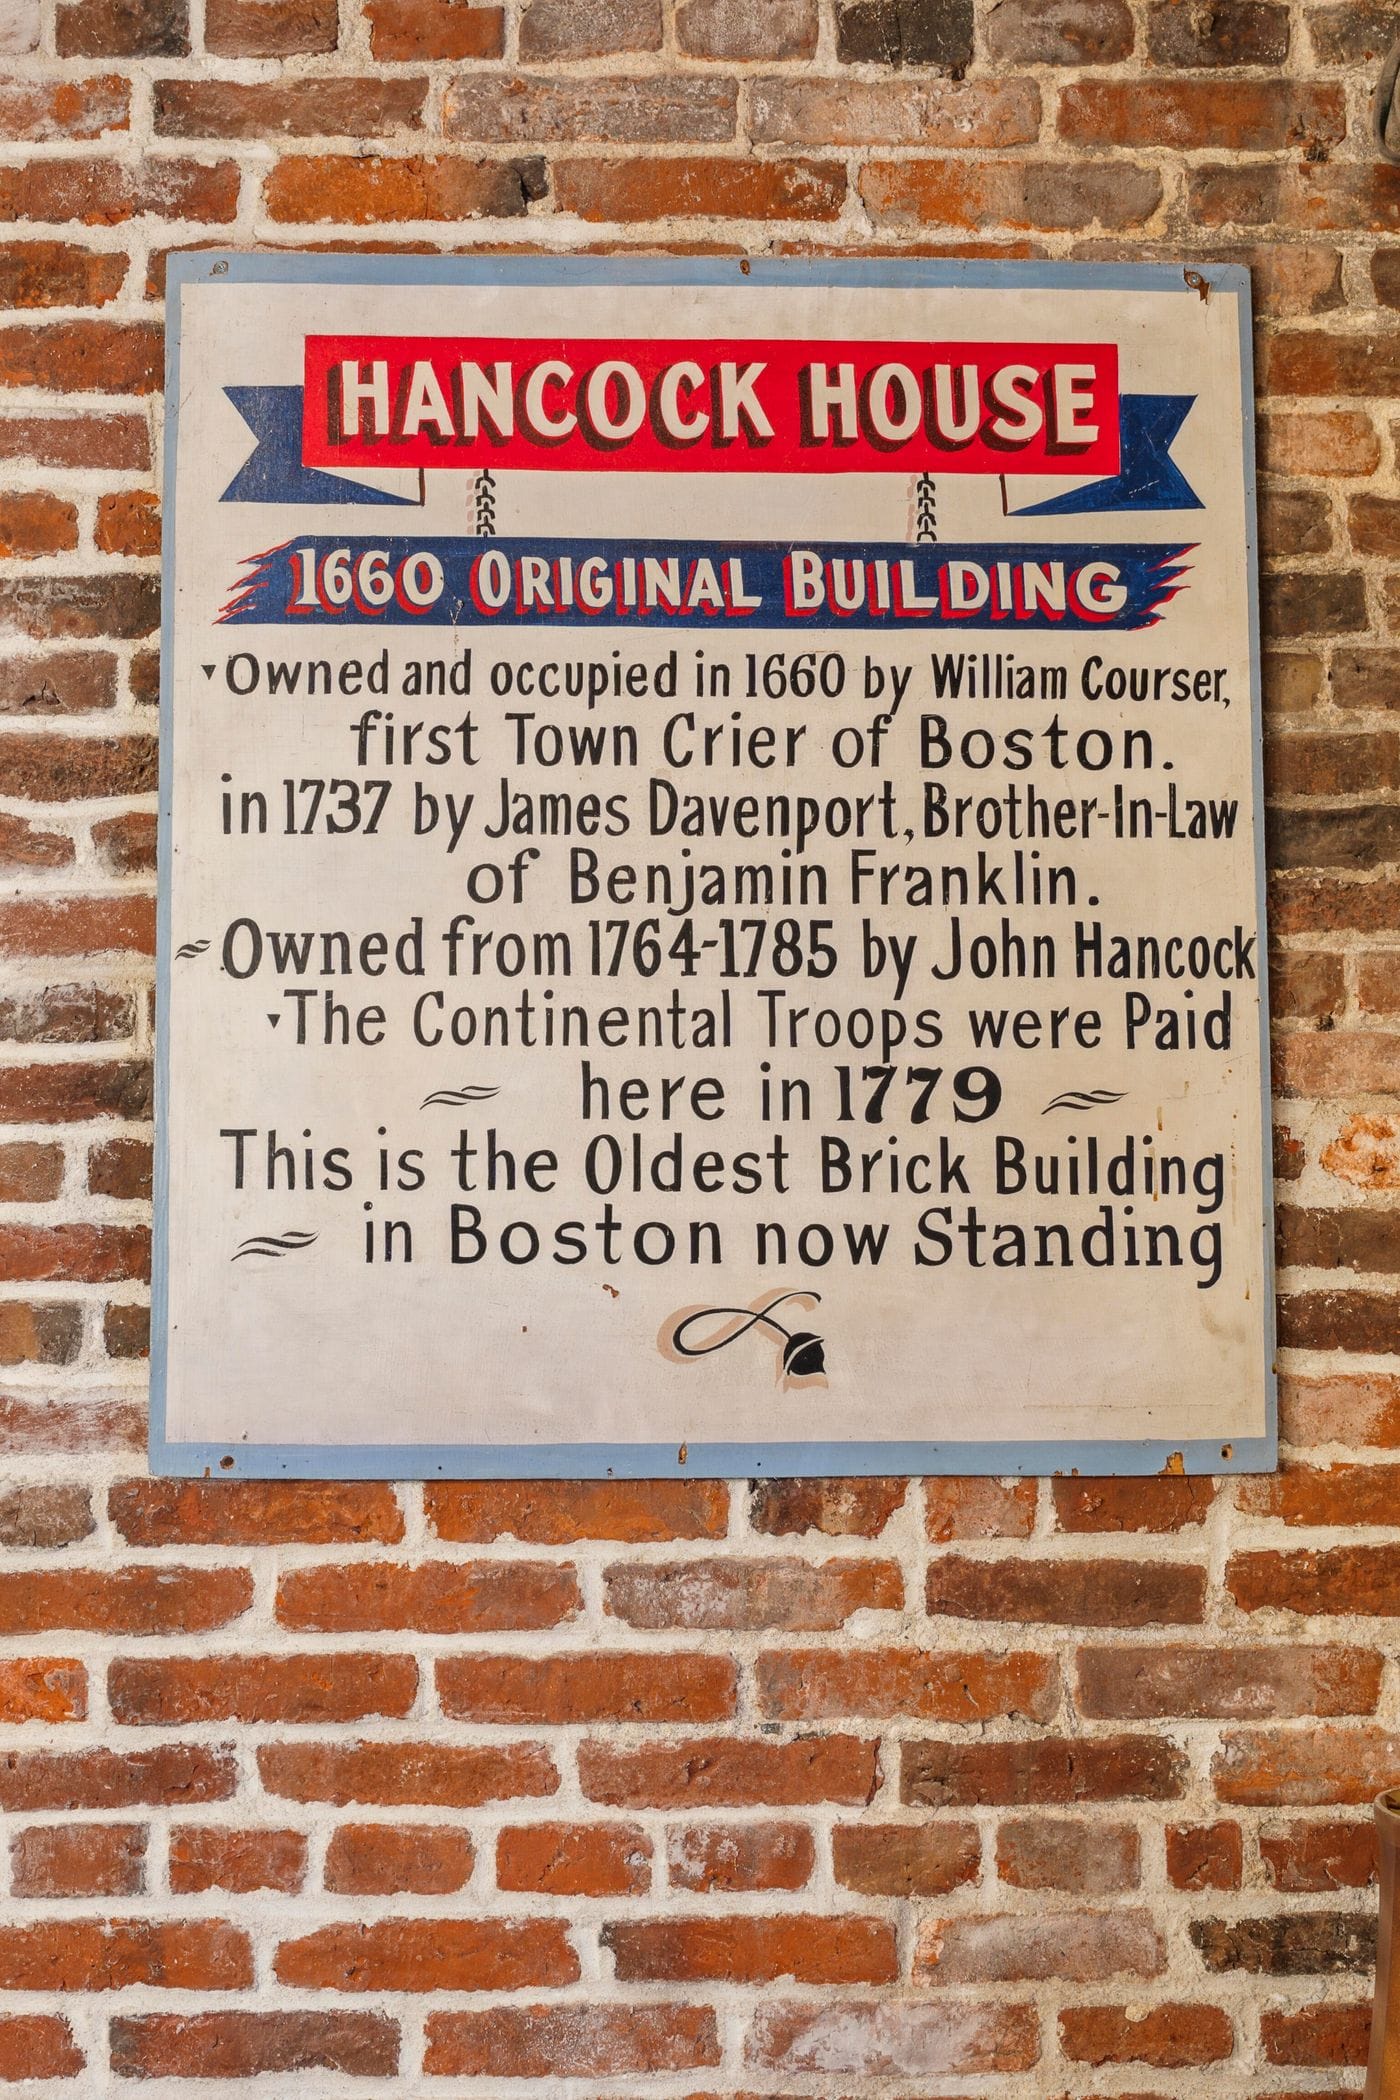 HANCOCK HOUSE
1660 ORIGINAL BUILDING
Owned and occupied in 1660 by William Courser,
first Town Crier of Boston.
in 1737 by James Davenport, Brother-In-Law
of Benjamin Franklin.
Owned from 1764-1785 by John Hancock
The Continental Troops were Paid
here in 1779
This is the Oldest Brick Building
in Boston now Standing